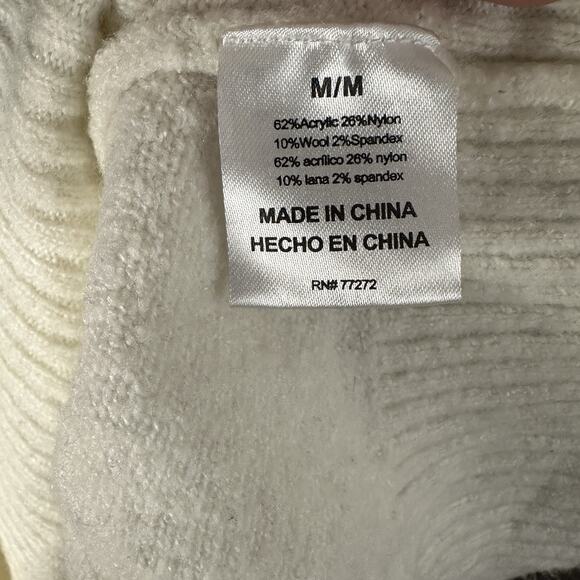 M/M
62%Acrylic 26%Nylon
10%Wool 2%Spandex
62% acrílico 26% nylon
10% lana 2% spandex
MADE IN CHINA
HECHO EN CHINA
RN# 77272